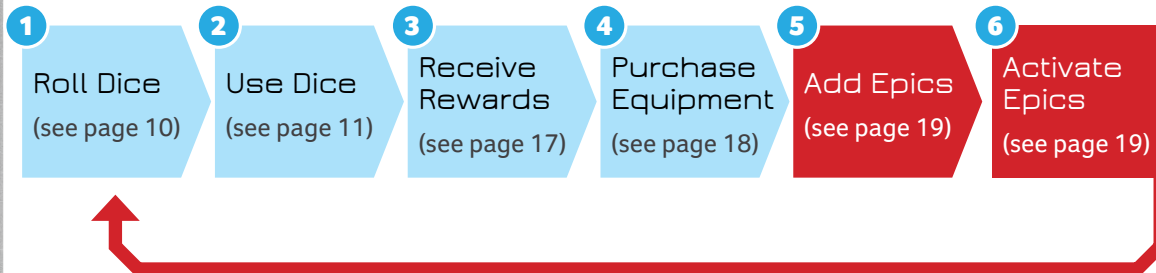 1
Roll Dice
(see page 10)
2
Use Dice
(see page 11)
3
Receive
Rewards
(see page 17)
4
Purchase
Equipment
(see page 18)
5
Add Epics
(see page 19)
6
Activate
Epics
(see page 19)